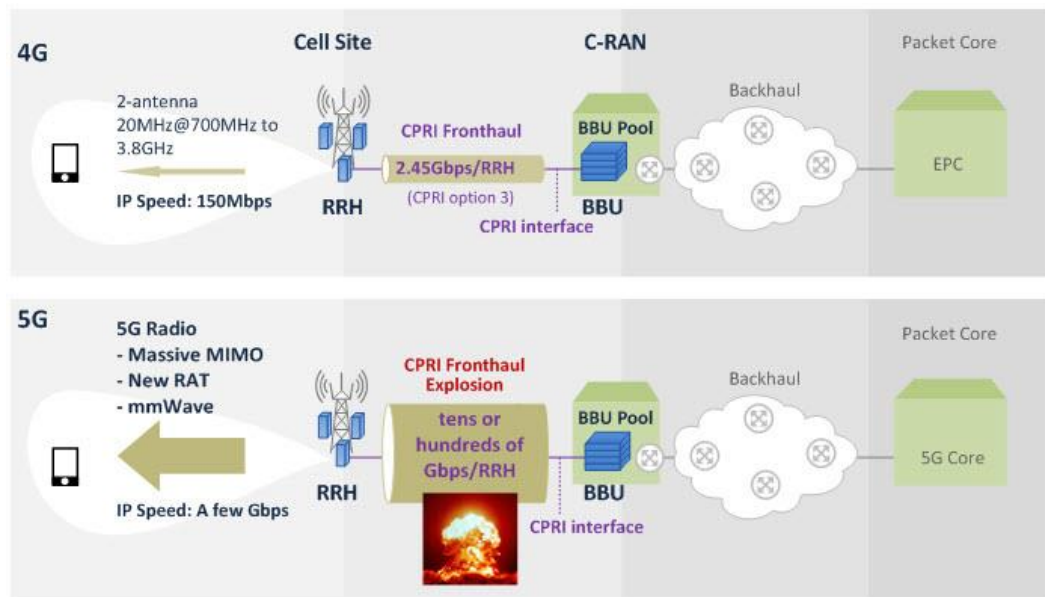 4G
Cell Site
C-RAN
Packet Core
2-antenna
20MHz@700MHz to
3.8GHz
IP Speed: 150Mbps
RRH
CPRI Fronthaul
2.45Gbps/RRH
(CPRI option 3)
CPRI interface
BBU Pool
BBU
Backhaul
EPC
5G
5G Radio
- Massive MIMO
- New RAT
- mmWave
IP Speed: A few Gbps
RRH
CPRI Fronthaul
Explosion
tens or
hundreds of
Gbps/RRH
CPRI interface
BBU Pool
BBU
Backhaul
Packet Core
5G Core